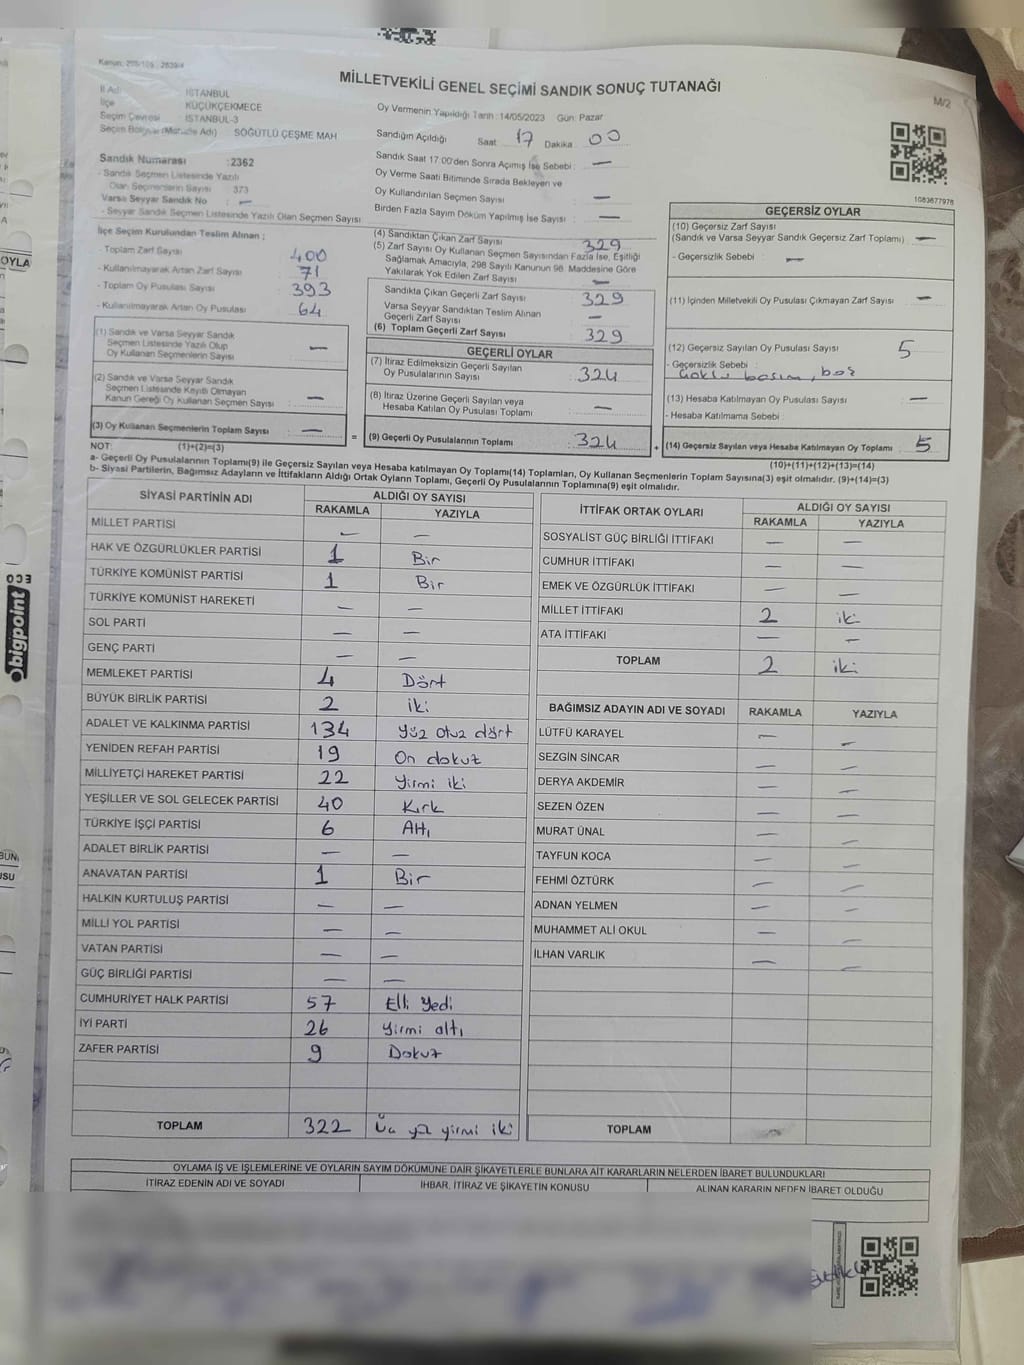 Kanun: 298/105, 2839/4
MİLLETVEKİLİ GENEL SEÇİMİ SANDIK SONUÇ TUTANAĞI
M/2
İl Adı : İSTANBUL
İlçe : KÜÇÜKÇEKMECE
Seçim Çevresi : İSTANBUL-3
Seçim Bölgesi (Mahalle Adı) : SÖĞÜTLÜ ÇEŞME MAH
Sandık Numarası : 2362
- Sandık Seçmen Listesinde Yazılı
Olan Seçmenlerin Sayısı : 373
Varsa Seyyar Sandık No : —
- Seyyar Sandık Seçmen Listesinde Yazılı Olan Seçmen Sayısı
Oy Vermenin Yapıldığı Tarih : 14/05/2023 Gün: Pazar
Sandığın Açıldığı Saat 17 Dakika 00
Sandık Saat 17.00'den Sonra Açımış İse Sebebi : —
Oy Verme Saati Bitiminde Sırada Bekleyen ve
Oy Kullandırılan Seçmen Sayısı : —
Birden Fazla Sayım Döküm Yapılmış İse Sayısı : —
1083677976
İlçe Seçim Kurulundan Teslim Alınan ;
- Toplam Zarf Sayısı : 400
- Kullanılmayarak Artan Zarf Sayısı : 71
- Toplam Oy Pusulası Sayısı : 393
- Kullanılmayarak Artan Oy Pusulası : 64
(1) Sandık ve Varsa Seyyar Sandık
Seçmen Listesinde Yazılı Olup
Oy Kullanan Seçmenlerin Sayısı : —
(2) Sandık ve Varsa Seyyar Sandık
Seçmen Listesinde Kayıtlı Olmayan
Kanun Gereği Oy Kullanan Seçmen Sayısı : —
(3) Oy Kullanan Seçmenlerin Toplam Sayısı : —
(4) Sandıktan Çıkan Zarf Sayısı : 329
(5) Zarf Sayısı Oy Kullanan Seçmen Sayısından Fazla İse, Eşitliği
Sağlamak Amacıyla, 298 Sayılı Kanunun 98. Maddesine Göre
Yakılarak Yok Edilen Zarf Sayısı : —
Sandıkta Çıkan Geçerli Zarf Sayısı : 329
Varsa Seyyar Sandıktan Teslim Alınan
Geçerli Zarf Sayısı : —
(6) Toplam Geçerli Zarf Sayısı : 329
GEÇERLİ OYLAR
(7) İtiraz Edilmeksizin Geçerli Sayılan
Oy Pusulalarının Sayısı : 324
(8) İtiraz Üzerine Geçerli Sayılan veya
Hesaba Katılan Oy Pusulası Toplamı : —
= (9) Geçerli Oy Pusulalarının Toplamı : 324
GEÇERSİZ OYLAR
(10) Geçersiz Zarf Sayısı
(Sandık ve Varsa Seyyar Sandık Geçersiz Zarf Toplamı) : —
- Geçersizlik Sebebi : —
(11) İçinden Milletvekili Oy Pusulası Çıkmayan Zarf Sayısı : —
(12) Geçersiz Sayılan Oy Pusulası Sayısı : 5
- Geçersizlik Sebebi :
basım, boş
(13) Hesaba Katılmayan Oy Pusulası Sayısı : —
- Hesaba Katılmama Sebebi :
+ (14) Geçersiz Sayılan veya Hesaba Katılmayan Oy Toplamı : 5
NOT: (1)+(2)=(3)
(10)+(11)+(12)+(13)=(14)
a- Geçerli Oy Pusulalarının Toplamı(9) ile Geçersiz Sayılan veya Hesaba katılmayan Oy Toplamı(14) Toplamları, Oy Kullanan Seçmenlerin Toplam Sayısına(3) eşit olmalıdır. (9)+(14)=(3)
b- Siyasi Partilerin, Bağımsız Adayların ve İttifakların Aldığı Ortak Oyların Toplamı, Geçerli Oy Pusulalarının Toplamına(9) eşit olmalıdır.
SİYASİ PARTİNİN ADI ALDIĞI OY SAYISI
RAKAMLA YAZIYLA
MİLLET PARTİSİ — —
HAK VE ÖZGÜRLÜKLER PARTİSİ 1 Bir
TÜRKİYE KOMÜNİST PARTİSİ 1 Bir
TÜRKİYE KOMÜNİST HAREKETİ — —
SOL PARTİ — —
GENÇ PARTİ — —
MEMLEKET PARTİSİ 4 Dört
BÜYÜK BİRLİK PARTİSİ 2 iki
ADALET VE KALKINMA PARTİSİ 134 Yüz otuz dört
YENİDEN REFAH PARTİSİ 19 On dokuz
MİLLİYETÇİ HAREKET PARTİSİ 22 Yirmi iki
YEŞİLLER VE SOL GELECEK PARTİSİ 40 Kırk
TÜRKİYE İŞÇİ PARTİSİ 6 Altı
ADALET BİRLİK PARTİSİ — —
ANAVATAN PARTİSİ 1 Bir
HALKIN KURTULUŞ PARTİSİ — —
MİLLİ YOL PARTİSİ — —
VATAN PARTİSİ — —
GÜÇ BİRLİĞİ PARTİSİ — —
CUMHURİYET HALK PARTİSİ 57 Elli Yedi
İYİ PARTİ 26 Yirmi altı
ZAFER PARTİSİ 9 Dokuz
TOPLAM 322 Üç yüz yirmi iki
İTTİFAK ORTAK OYLARI ALDIĞI OY SAYISI
RAKAMLA YAZIYLA
SOSYALİST GÜÇ BİRLİĞİ İTTİFAKI — —
CUMHUR İTTİFAKI — —
EMEK VE ÖZGÜRLÜK İTTİFAKI — —
MİLLET İTTİFAKI 2 iki
ATA İTTİFAKI — —
TOPLAM 2 iki
BAĞIMSIZ ADAYIN ADI VE SOYADI RAKAMLA YAZIYLA
LÜTFÜ KARAYEL — —
SEZGİN SİNCAR — —
DERYA AKDEMİR — —
SEZEN ÖZEN — —
MURAT ÜNAL — —
TAYFUN KOCA — —
FEHMİ ÖZTÜRK — —
ADNAN YELMEN — —
MUHAMMET ALİ OKUL — —
İLHAN VARLIK — —
TOPLAM
OYLAMA İŞ VE İŞLEMLERİNE VE OYLARIN SAYIM DÖKÜMÜNE DAİR ŞİKAYETLERLE BUNLARA AİT KARARLARIN NELERDEN İBARET BULUNDUKLARI
İTİRAZ EDENİN ADI VE SOYADI İHBAR, İTİRAZ VE ŞİKAYETİN KONUSU ALINAN KARARIN NEDEN İBARET OLDUĞU
OYLA
bigpoint